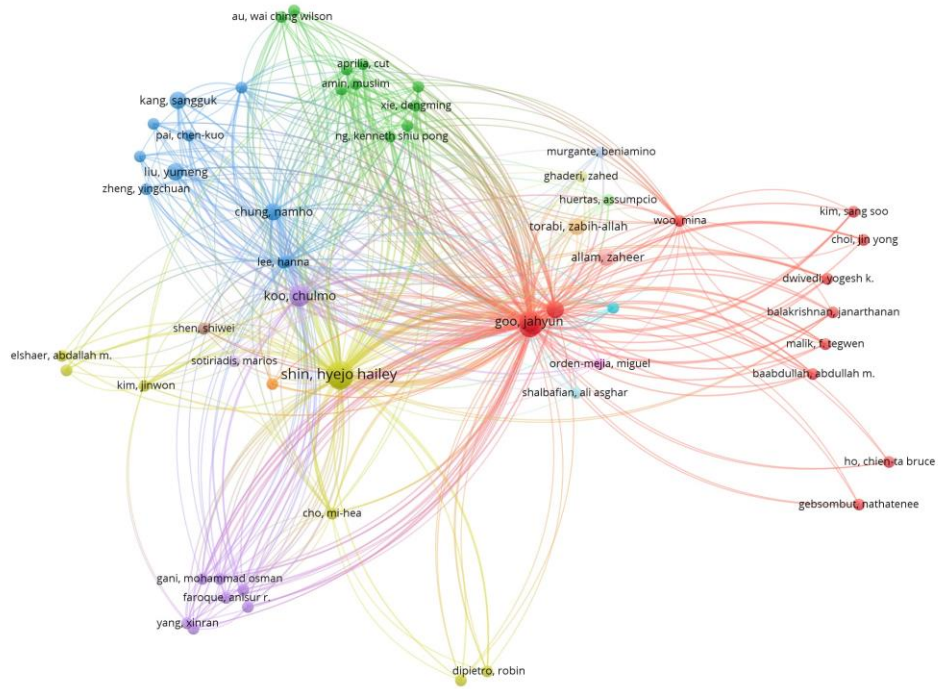 au, wai ching wilson
aprilia, cut
kang, sangguk
amin, muslim
xie, dengming
pai, chen-kuo
ng, kenneth shiu pong
murgante, beniamino
liu, yumeng
ghaderi, zahed
zheng, yingchuan
huertas, assumpcio
chung, namho
kim, sang soo
woo, mina
torabi, zabih-allah
choi, jin yong
lee, hanna
allam, zaheer
dwivedi, yogesh k.
koo, chulmo
balakrishnan, janarthanan
goo, jahyun
shen, shiwei
malik, f. tegwen
elshaer, abdallah m.
sotiriadis, marios
orden-mejia, miguel
shin, hyejo hailey
baabdullah, abdullah m.
kim, jinwon
shaibafian, ali asghar
ho, chien-ta bruce
gebsombut, nathatenee
cho, mi-hea
gani, mohammad osman
faroque, anisur r.
yang, xinran
dipietro, robin